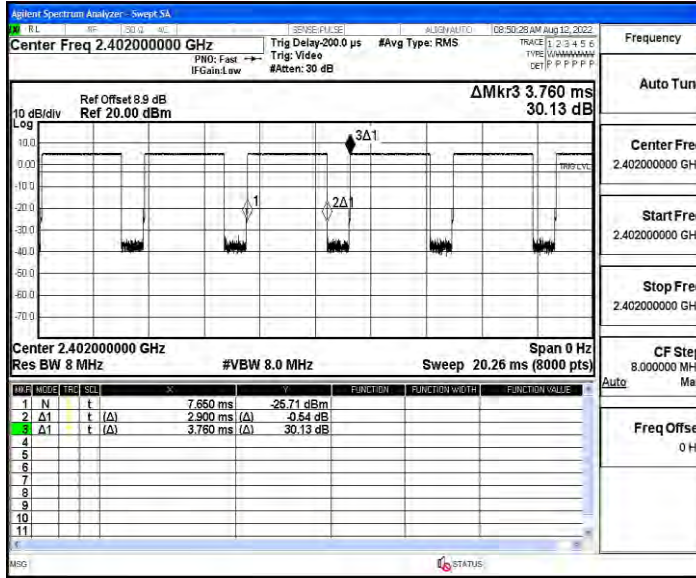 Agilent Spectrum Analyzer - Swept SA
RL RF 50 Ω AC SENSE:PULSE ALIGN AUTO 08:50:28 AM Aug 12, 2022
Center Freq 2.402000000 GHz
PNO: Fast
IFGain:Low
Trig Delay-200.0 µs
Trig: Video
#Atten: 30 dB
#Avg Type: RMS
TRACE 1 2 3 4 5 6
TYPE
DET P P P P P P
ΔMkr3 3.760 ms
30.13 dB
Ref Offset 8.9 dB
10 dB/div Ref 20.00 dBm
Log
10.0
0.00
-10.0
-20.0
-30.0
-40.0
-50.0
-60.0
-70.0
3Δ1
TRIG LVL
1
2Δ1
Center 2.402000000 GHz
Span 0 Hz
Res BW 8 MHz
#VBW 8.0 MHz
Sweep 20.26 ms (8000 pts)
MKR MODE TRC SCL X Y FUNCTION FUNCTION WIDTH FUNCTION VALUE
1 N t 7.650 ms -25.71 dBm
2 Δ1 t (Δ) 2.900 ms (Δ) -0.54 dB
3 Δ1 t (Δ) 3.760 ms (Δ) 30.13 dB
4
5
6
7
8
9
10
11
MSG
STATUS
Frequency
Auto Tun
Center Fre
2.402000000 GH
Start Fre
2.402000000 GH
Stop Fre
2.402000000 GH
CF Step
8.000000 MH
Auto Ma
Freq Offse
0 H